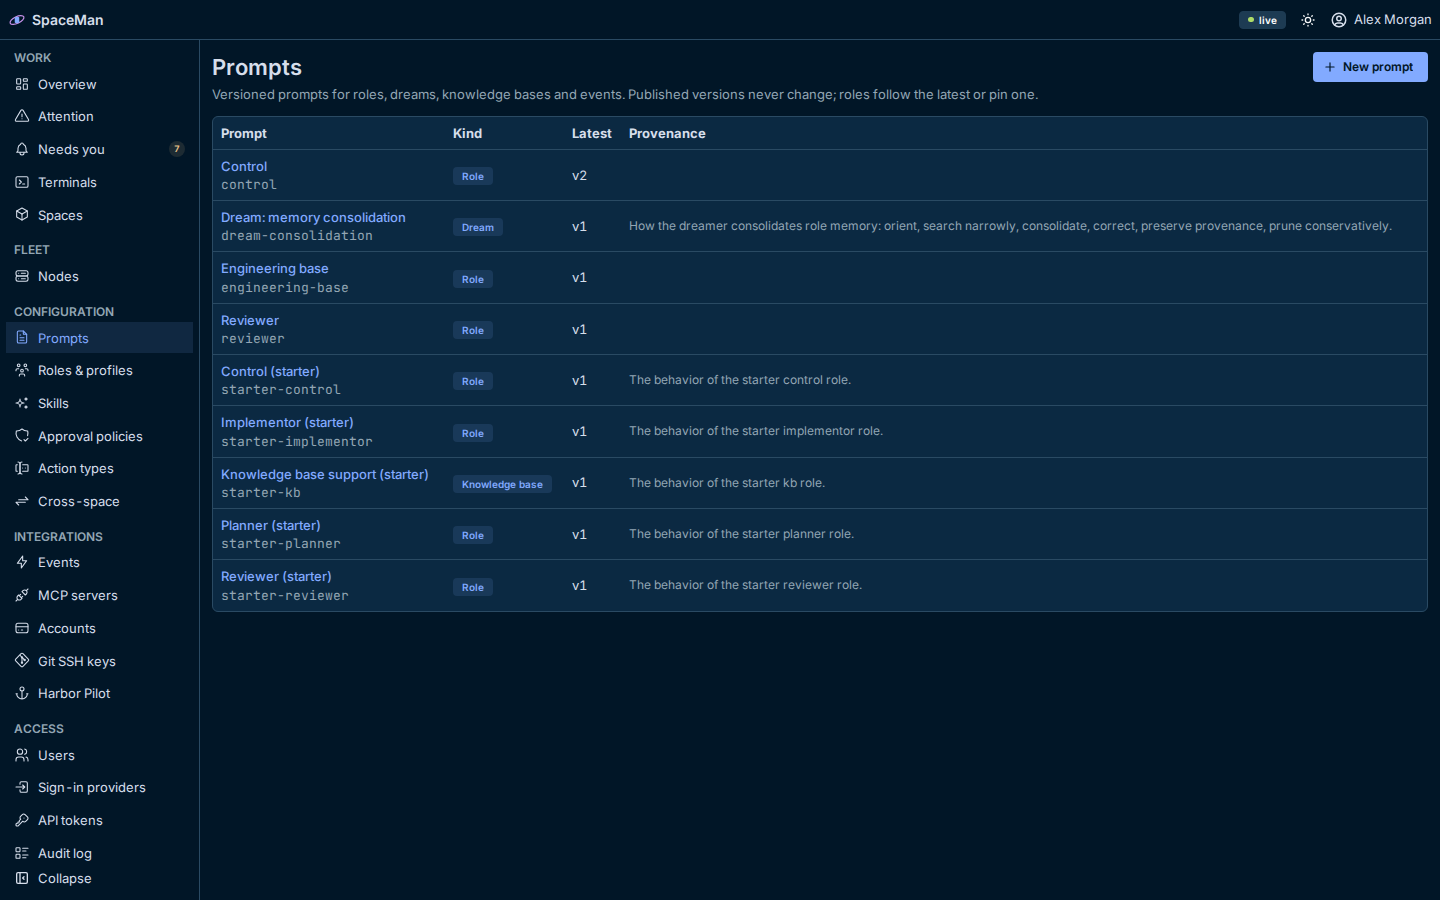 SpaceMan
live
Alex Morgan
WORK
Overview
Attention
Needs you
7
Terminals
Spaces
FLEET
Nodes
CONFIGURATION
Prompts
Roles & profiles
Skills
Approval policies
Action types
Cross-space
INTEGRATIONS
Events
MCP servers
Accounts
Git SSH keys
Harbor Pilot
ACCESS
Users
Sign-in providers
API tokens
Audit log
Collapse
Prompts
New prompt
Versioned prompts for roles, dreams, knowledge bases and events. Published versions never change; roles follow the latest or pin one.
Prompt Kind Latest Provenance
Control
control
Role
v2
Dream: memory consolidation
dream-consolidation
Dream
v1
How the dreamer consolidates role memory: orient, search narrowly, consolidate, correct, preserve provenance, prune conservatively.
Engineering base
engineering-base
Role
v1
Reviewer
reviewer
Role
v1
Control (starter)
starter-control
Role
v1
The behavior of the starter control role.
Implementor (starter)
starter-implementor
Role
v1
The behavior of the starter implementor role.
Knowledge base support (starter)
starter-kb
Knowledge base
v1
The behavior of the starter kb role.
Planner (starter)
starter-planner
Role
v1
The behavior of the starter planner role.
Reviewer (starter)
starter-reviewer
Role
v1
The behavior of the starter reviewer role.